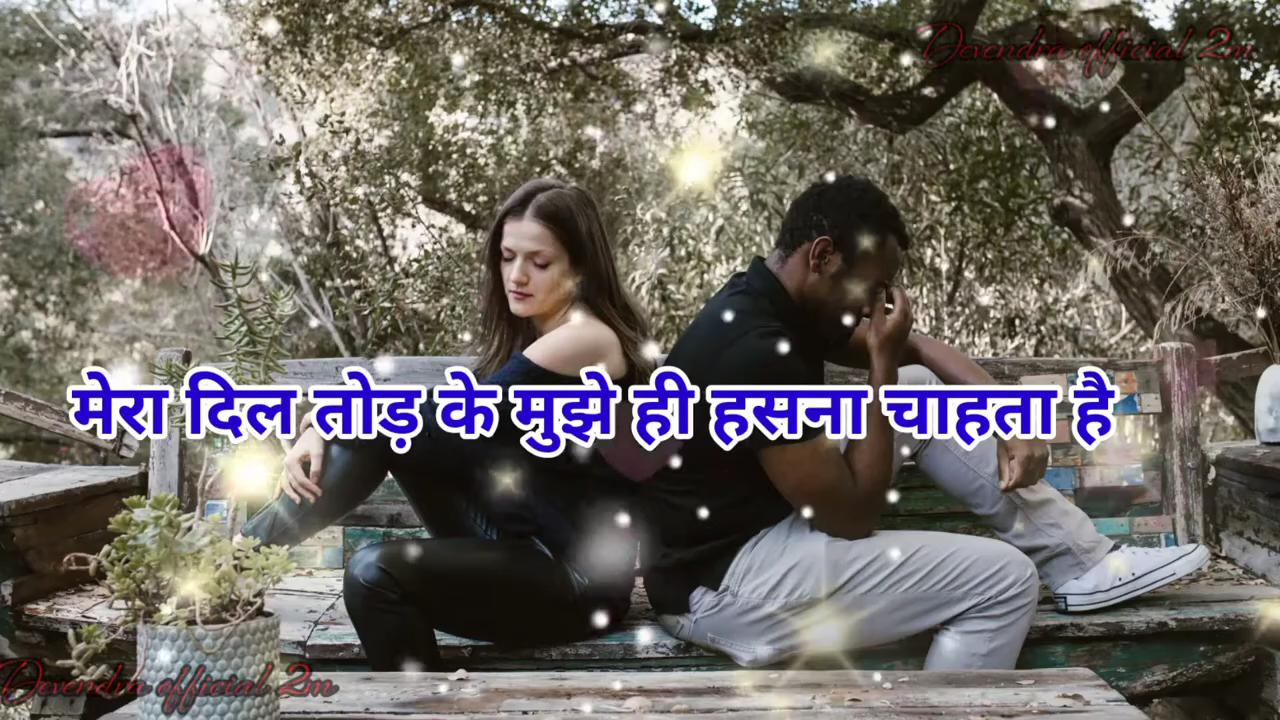 Devendra official 2m
मेरा दिल तोड़ के मुझे ही हसना चाहता है
Devendra official 2m